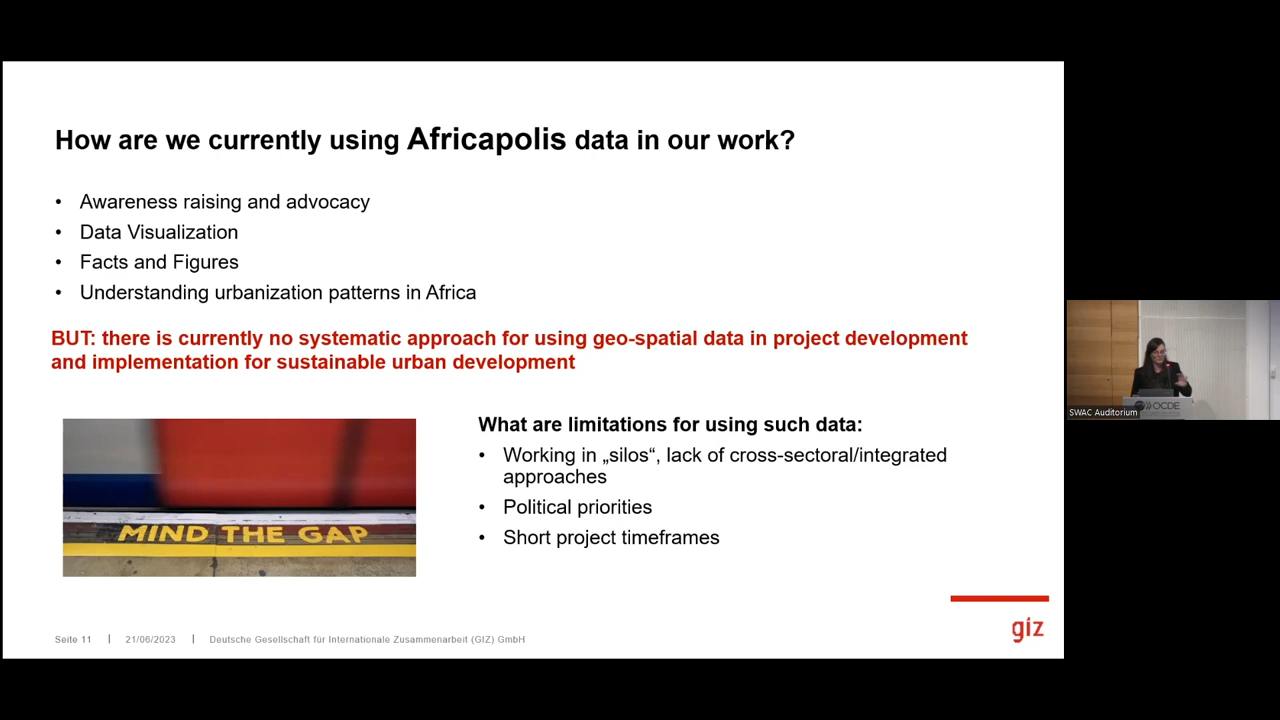 How are we currently using Africapolis data in our work?
• Awareness raising and advocacy
• Data Visualization
• Facts and Figures
• Understanding urbanization patterns in Africa
BUT: there is currently no systematic approach for using geo-spatial data in project development
and implementation for sustainable urban development
MIND THE GAP
What are limitations for using such data:
• Working in „silos“, lack of cross-sectoral/integrated
approaches
• Political priorities
• Short project timeframes
Seite 11 | 21/06/2023 | Deutsche Gesellschaft für Internationale Zusammenarbeit (GIZ) GmbH
giz
OCDE
SWAC Auditorium